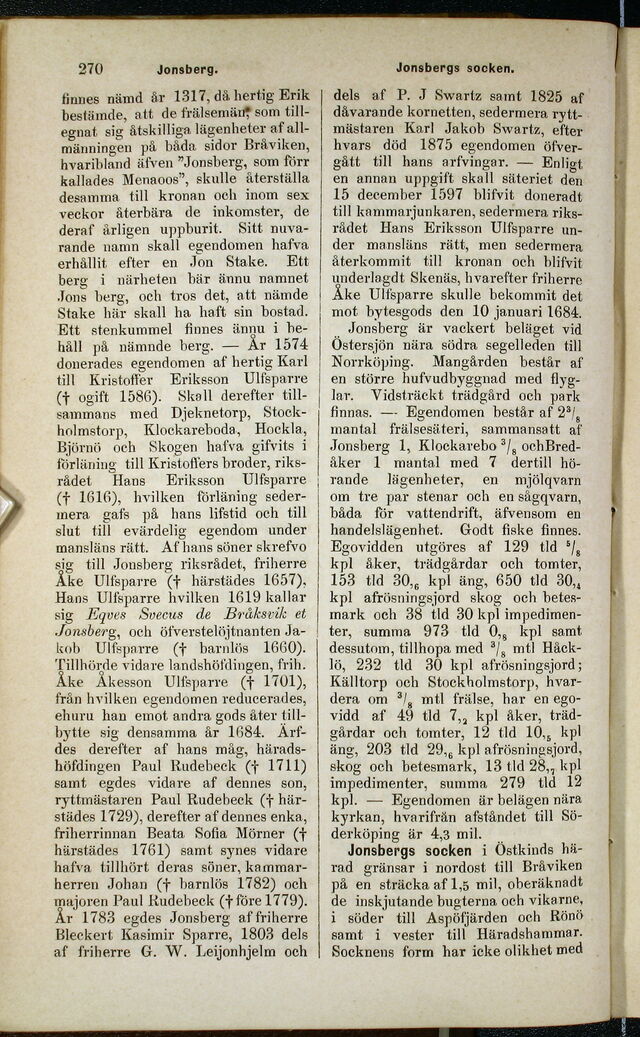 270 Jonsberg. Jonsbergs socken.
finnes nämd år 1317, då hertig Erik
bestämde, att de frälsemän, som till-
egnat sig åtskilliga lägenheter af all-
männingen på båda sidor Bråviken,
hvaribland äfven "Jonsberg, som förr
kallades Menaoos", skulle återställa
desamma till kronan och inom sex
veckor återbära de inkomster, de
deraf årligen uppburit. Sitt nuva-
rande namn skall egendomen hafva
erhållit efter en Jon Stake. Ett
berg i närheten bär ännu namnet
Jons berg, och tros det, att nämde
Stake här skall ha haft sin bostad.
Ett stenkummel finnes ännu i be-
håll på nämnde berg. — År 1574
donerades egendomen af hertig Karl
till Kristoffer Eriksson Ulfsparre
(† ogift 1586). Skall derefter till-
sammans med Djeknetorp, Stock-
holmstorp, Klockareboda, Hockla,
Björnö och Skogen hafva gifvits i
förläning till Kristoffers broder, riks-
rådet Hans Eriksson Ulfsparre
(† 1616), hvilken förläning seder-
mera gafs på hans lifstid och till
slut till evärdelig egendom under
mansläns rätt. Af hans söner skrefvo
sig till Jonsberg riksrådet, friherre
Åke Ulfsparre († härstädes 1657),
Hans Ulfsparre hvilken 1619 kallar
sig Eqves Svecus de Bråksvik et
Jonsberg, och öfverstelöjtnanten Ja-
kob Ulfsparre († barnlös 1660).
Tillhörde vidare landshöfdingen, frih.
Åke Åkesson Ulfsparre († 1701),
från hvilken egendomen reducerades,
ehuru han emot andra gods åter till-
bytte sig densamma år 1684. Ärf-
des derefter af hans måg, härads-
höfdingen Paul Rudebeck († 1711)
samt egdes vidare af dennes son,
ryttmästaren Paul Rudebeck († här-
städes 1729), derefter af dennes enka,
friherrinnan Beata Sofia Mörner (†
härstädes 1761) samt synes vidare
hafva tillhört deras söner, kammar-
herren Johan († barnlös 1782) och
majoren Paul Rudebeck († före 1779).
År 1783 egdes Jonsberg af friherre
Bleckert Kasimir Sparre, 1803 dels
af friherre G. W. Leijonhjelm och
dels af P. J Swartz samt 1825 af
dåvarande kornetten, sedermera rytt-
mästaren Karl Jakob Swartz, efter
hvars död 1875 egendomen öfver-
gått till hans arfvingar. — Enligt
en annan uppgift skall säteriet den
15 december 1597 blifvit doneradt
till kammarjunkaren, sedermera riks-
rådet Hans Eriksson Ulfsparre un-
der mansläns rätt, men sedermera
återkommit till kronan och blifvit
underlagdt Skenäs, hvarefter friherre
Åke Ulfsparre skulle bekommit det
mot bytesgods den 10 januari 1684.
Jonsberg är vackert beläget vid
Östersjön nära södra segelleden till
Norrköping. Mangården består af
en större hufvudbyggnad med flyg-
lar. Vidsträckt trädgård och park
finnas. — Egendomen består af 2³/₈
mantal frälsesäteri, sammansatt af
Jonsberg 1, Klockarebo ³/₈ ochBred-
åker 1 mantal med 7 dertill hö-
rande lägenheter, en mjölqvarn
om tre par stenar och en sågqvarn,
båda för vattendrift, äfvensom en
handelslägenhet. Godt fiske finnes.
Egovidden utgöres af 129 tld ⁵/₈
kpl åker, trädgårdar och tomter,
153 tld 30,₆ kpl äng, 650 tld 30,₄
kpl afrösningsjord skog och betes-
mark och 38 tld 30 kpl impedimen-
ter, summa 973 tld 0,₈ kpl samt
dessutom, tillhopa med ³/₈ mtl Häck-
lö, 232 tld 30 kpl afrösningsjord;
Källtorp och Stockholmstorp, hvar-
dera om ³/₈ mtl frälse, har en ego-
vidd af 49 tld 7,₂ kpl åker, träd-
gårdar och tomter, 12 tld 10,₅ kpl
äng, 203 tld 29,₆ kpl afrösningsjord,
skog och betesmark, 13 tld 28,₇ kpl
impedimenter, summa 279 tld 12
kpl. — Egendomen är belägen nära
kyrkan, hvarifrån afståndet till Sö-
derköping är 4,3 mil.
Jonsbergs socken i Östkinds hä-
rad gränsar i nordost till Bråviken
på en sträcka af 1,5 mil, oberäknadt
de inskjutande bugterna och vikarne,
i söder till Aspöfjärden och Rönö
samt i vester till Häradshammar.
Socknens form har icke olikhet med